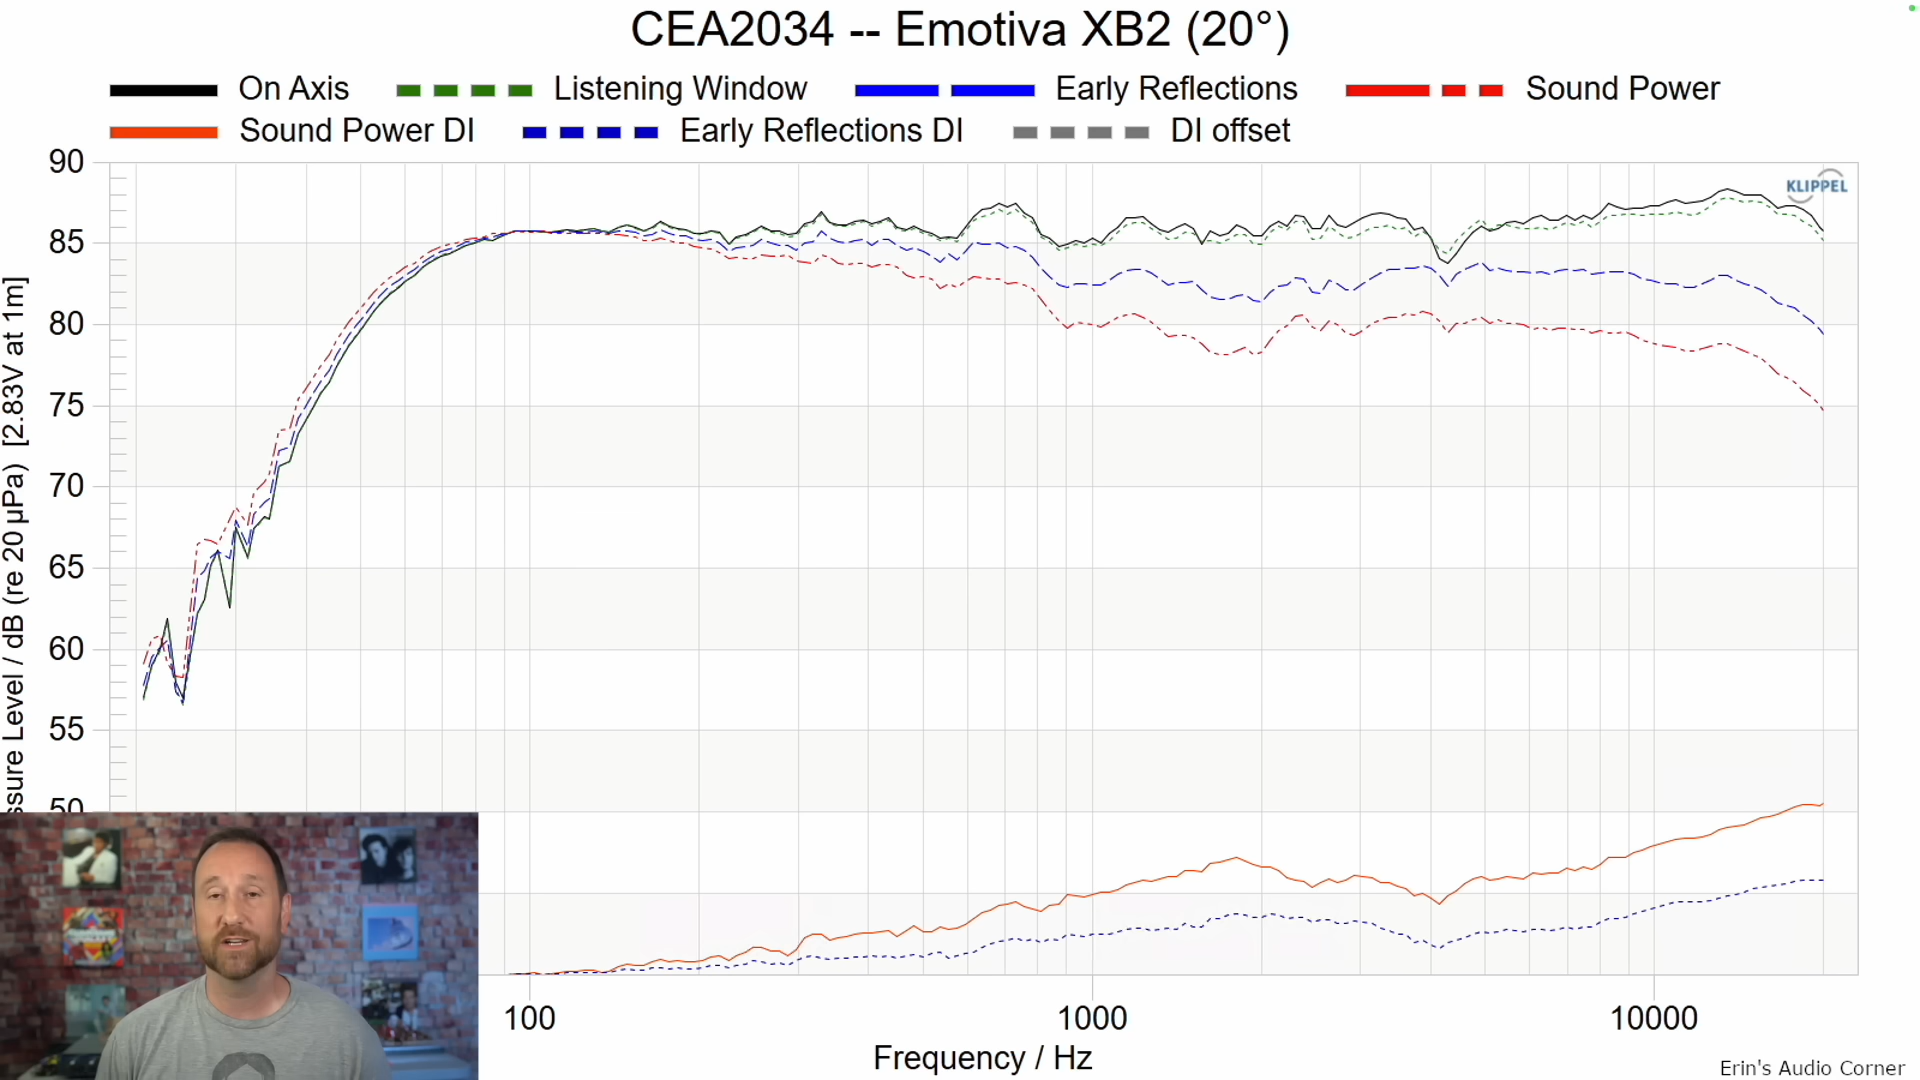 CEA2034 -- Emotiva XB2 (20°)
On Axis Listening Window Early Reflections Sound Power
Sound Power DI Early Reflections DI DI offset
KLIPPEL
90
85
80
75
70
65
60
55
50
ssure Level / dB (re 20 µPa) [2.83V at 1m]
100 1000 10000
Frequency / Hz
Erin's Audio Corner